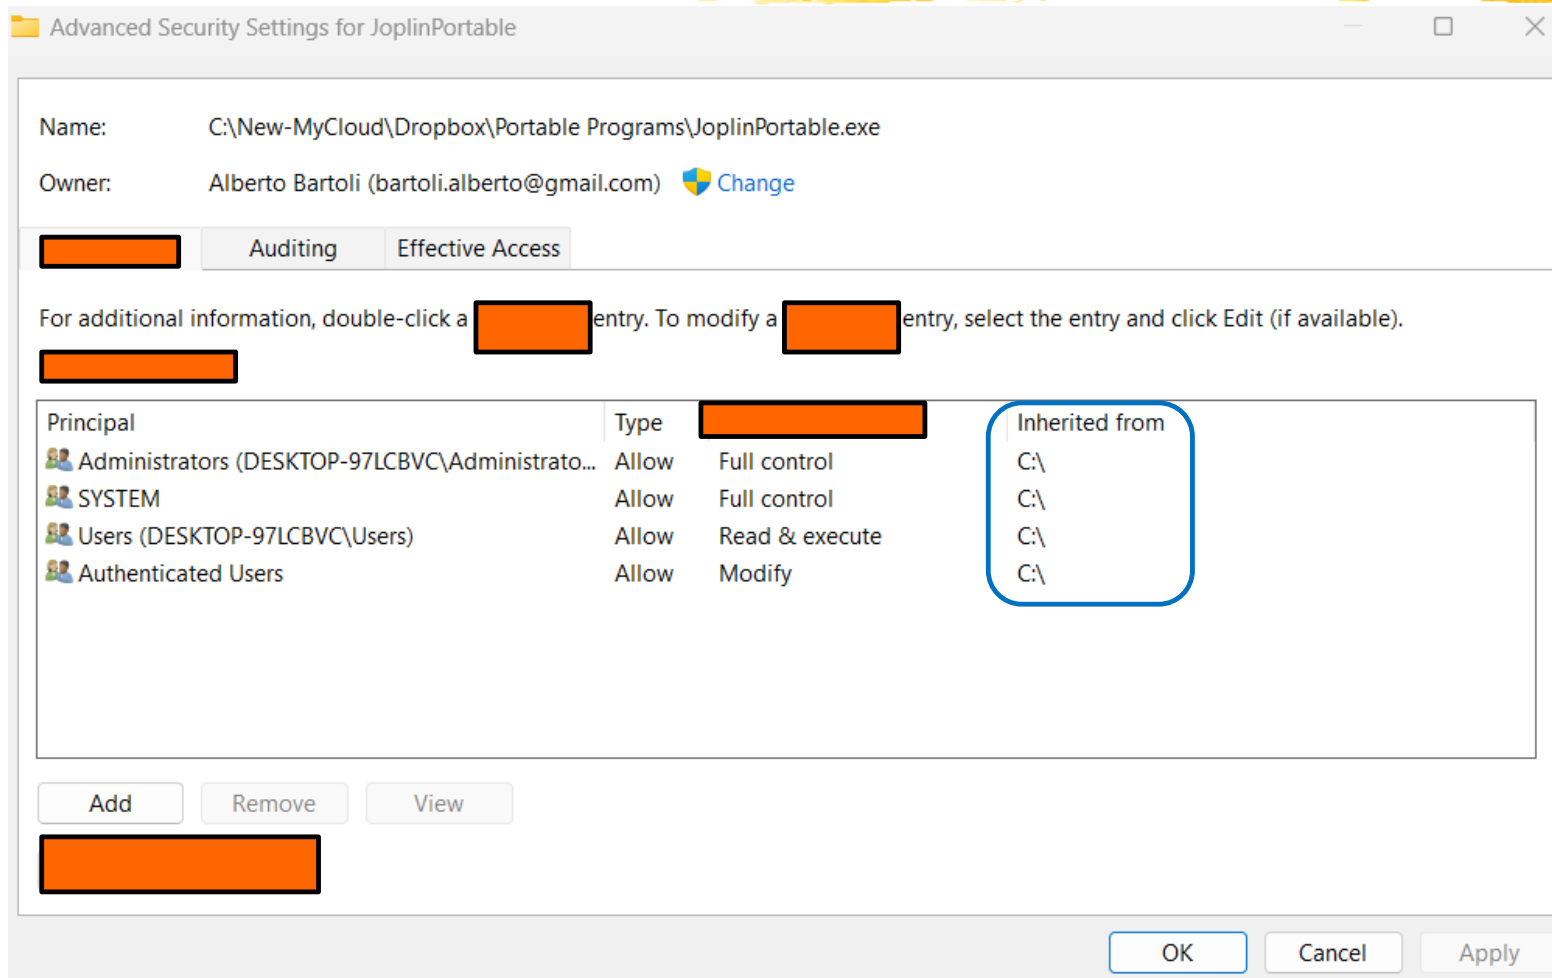 Advanced Security Settings for JoplinPortable
Name: C:\New-MyCloud\Dropbox\Portable Programs\JoplinPortable.exe
Owner: Alberto Bartoli (bartoli.alberto@gmail.com) Change
Auditing Effective Access
For additional information, double-click a entry. To modify a entry, select the entry and click Edit (if available).
Principal Type Inherited from
Administrators (DESKTOP-97LCBVC\Administrato... Allow Full control C:\
SYSTEM Allow Full control C:\
Users (DESKTOP-97LCBVC\Users) Allow Read & execute C:\
Authenticated Users Allow Modify C:\
Add Remove View
OK Cancel Apply